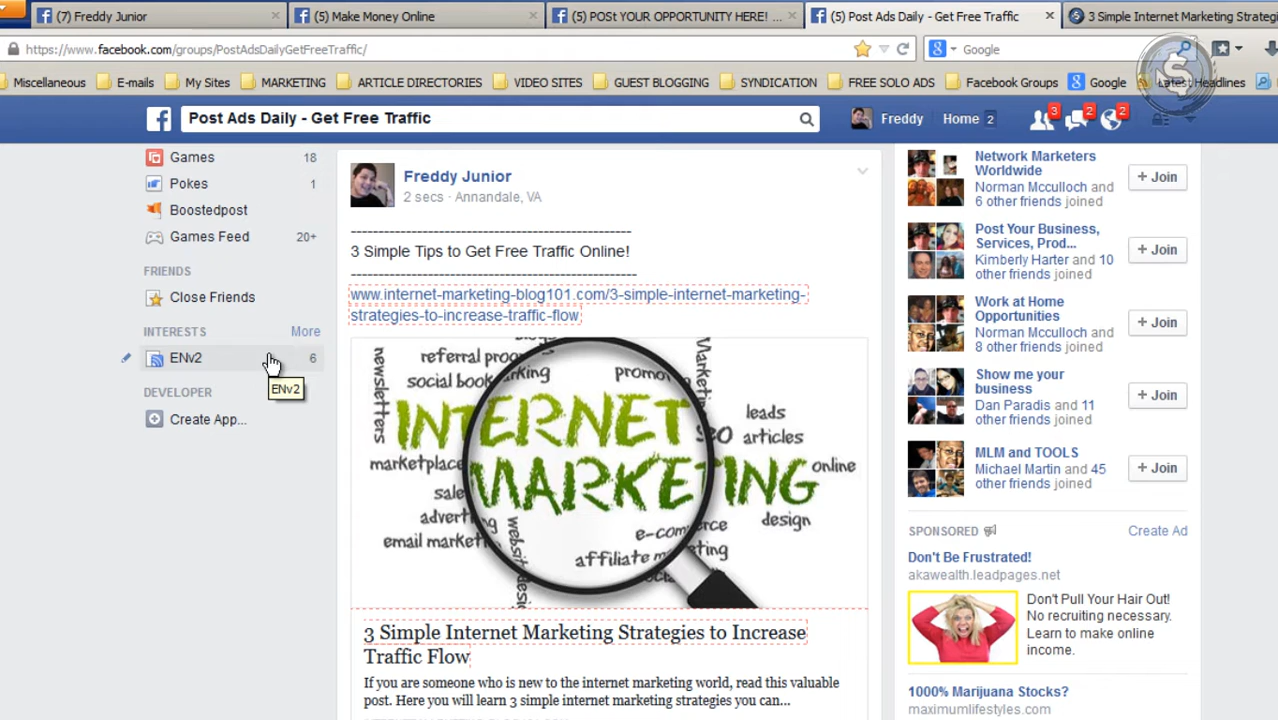 (7) Freddy Junior
(5) Make Money Online
(5) POSt YOUR OPPORTUNITY HERE! ...
(5) Post Ads Daily - Get Free Traffic
3 Simple Internet Marketing Strateg
https://www.facebook.com/groups/PostAdsDailyGetFreeTraffic/
Google
Miscellaneous
E-mails
My Sites
MARKETING
ARTICLE DIRECTORIES
VIDEO SITES
GUEST BLOGGING
SYNDICATION
FREE SOLO ADS
Facebook Groups
Google
Latest Headlines
Post Ads Daily - Get Free Traffic
Freddy
Home 2
3
2
2
Games 18
Pokes 1
Boostedpost
Games Feed 20+
FRIENDS
Close Friends
INTERESTS More
ENv2 6
ENv2
DEVELOPER
Create App...
Freddy Junior
2 secs · Annandale, VA
------------------------------------------------
3 Simple Tips to Get Free Traffic Online!
-------------------------------------------------
www.internet-marketing-blog101.com/3-simple-internet-marketing-
strategies-to-increase-traffic-flow
newsletters
referral
social
promo
leads
articles
INTERNET
MARKETING
marketplace
online
design
email
e-commerce
affiliate
3 Simple Internet Marketing Strategies to Increase
Traffic Flow
If you are someone who is new to the internet marketing world, read this valuable
post. Here you will learn 3 simple internet marketing strategies you can...
Network Marketers
Worldwide
Norman Mcculloch and
6 other friends joined
+ Join
Post Your Business,
Services, Prod...
Kimberly Harter and 10
other friends joined
+ Join
Work at Home
Opportunities
Norman Mcculloch and
8 other friends joined
+ Join
Show me your
business
Dan Paradis and 11
other friends joined
+ Join
MLM and TOOLS
Michael Martin and 45
other friends joined
+ Join
SPONSORED
Create Ad
Don't Be Frustrated!
akawealth.leadpages.net
Don't Pull Your Hair Out!
No recruiting necessary.
Learn to make online
income.
1000% Marijuana Stocks?
maximumlifestyles.com